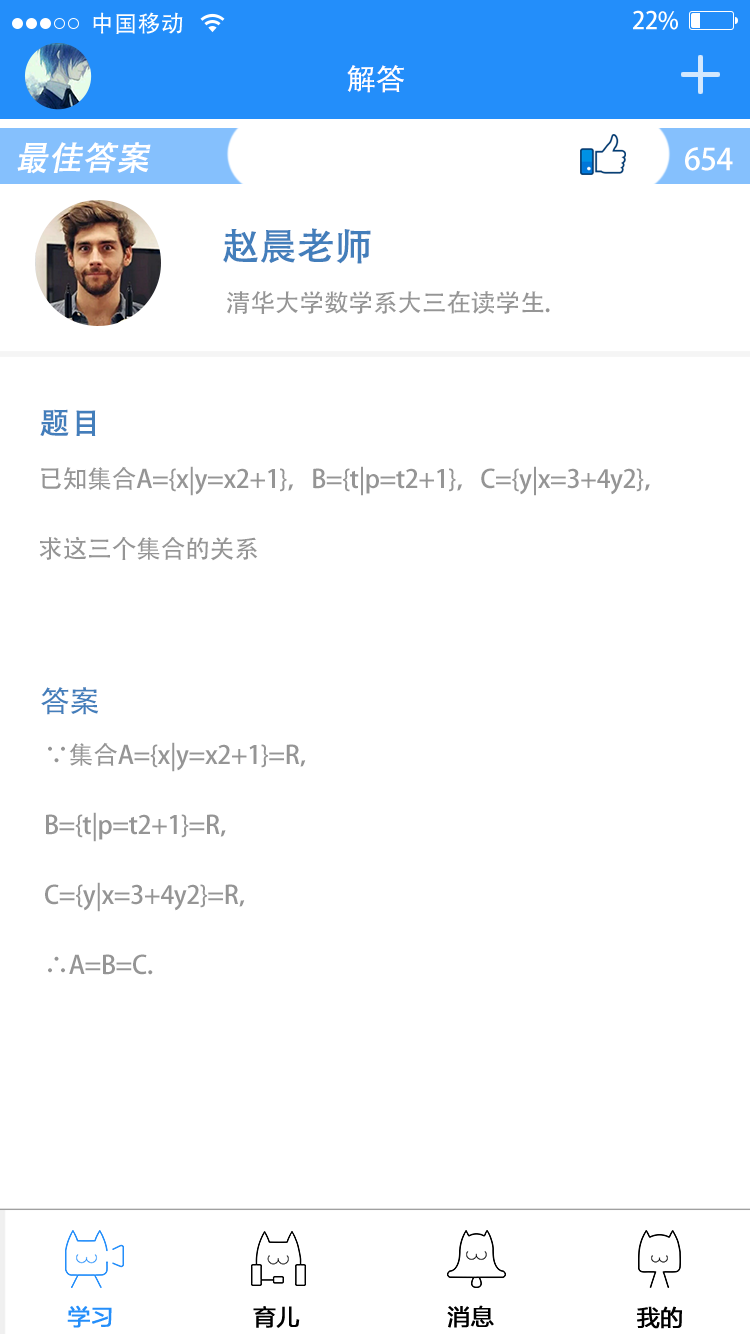 中国移动
22%
解答
最佳答案
654
赵晨老师
清华大学数学系大三在读学生.
题目
已知集合A={x|y=x2+1}, B={t|p=t2+1}, C={y|x=3+4y2},
求这三个集合的关系
答案
∵集合A={x|y=x2+1}=R,
B={t|p=t2+1}=R,
C={y|x=3+4y2}=R,
∴A=B=C.
学习 育儿 消息 我的